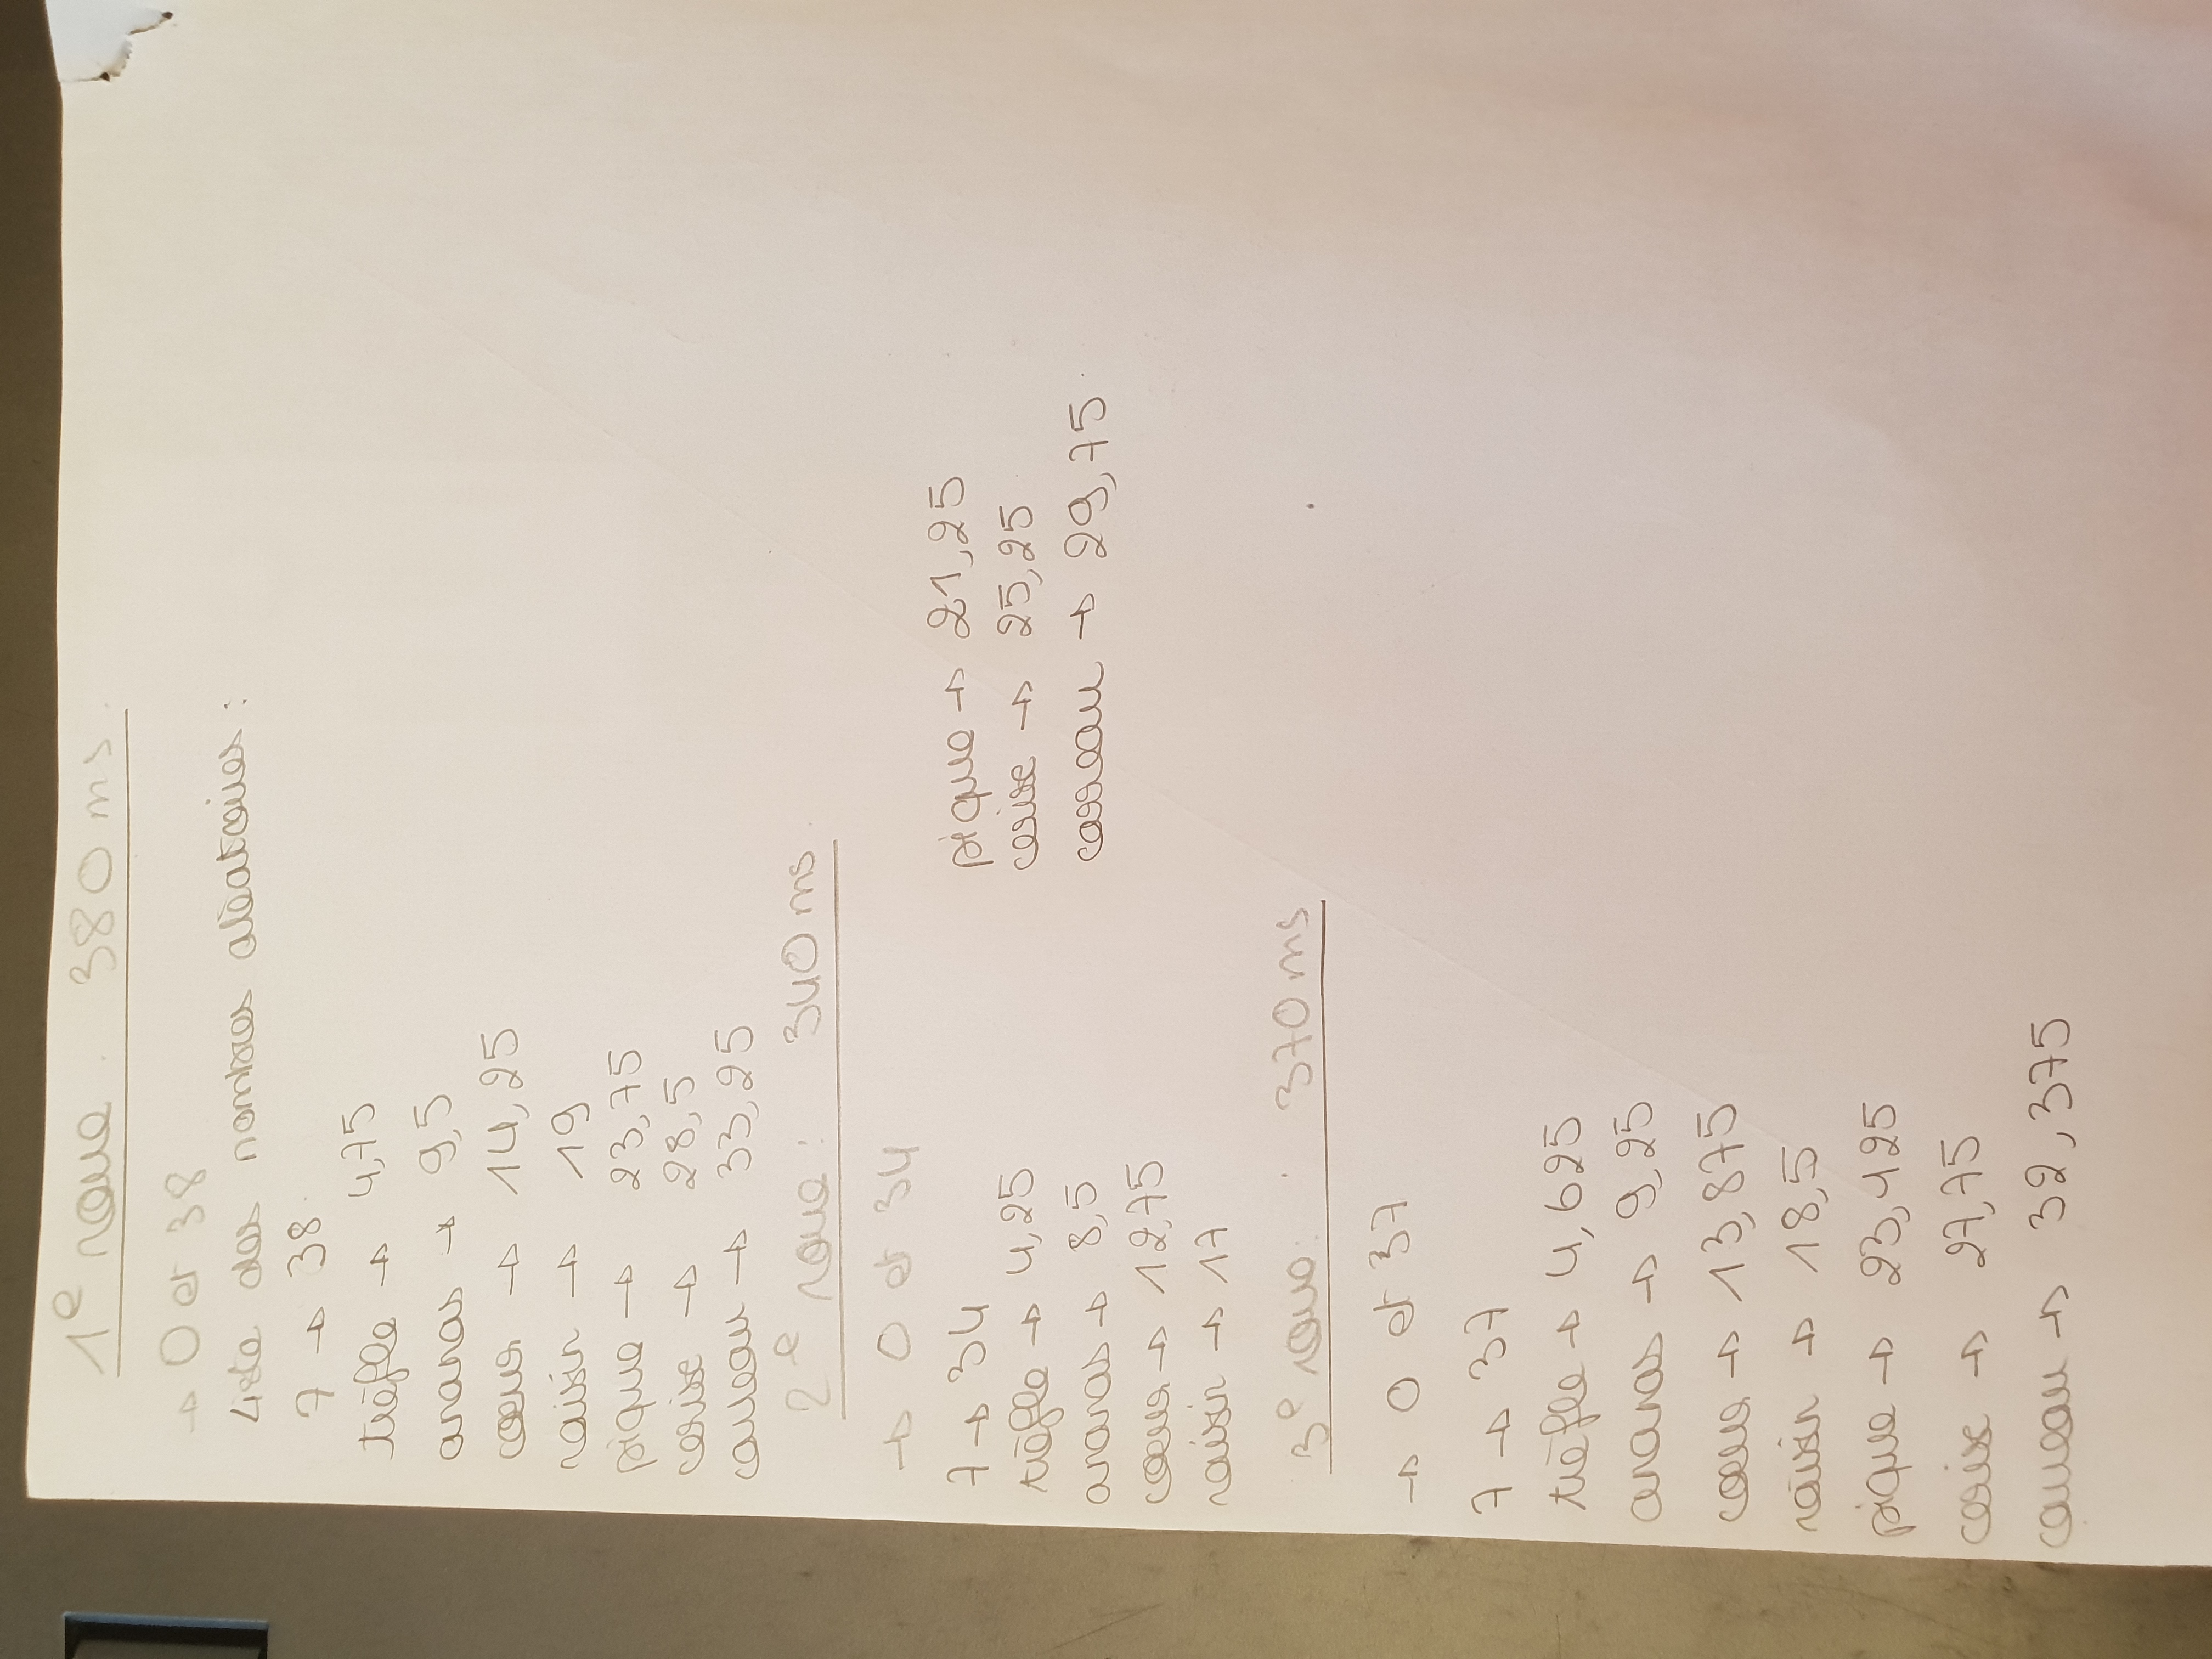 1e roue . 380 ms.
→ 0 et 38
Liste des nombres aléatoires :
7 → 38
trèfle → 4,75
ananas → 9,5
coeur → 14,25
raisin → 19
pique → 23,75
cerise → 28,5
carreau → 33,25
2e roue : 340 ms.
→ 0 et 34
7 → 34
trèfle → 4,25
ananas → 8,5
coeur → 12,75
raisin → 17
pique → 21,25
cerise → 25,25
carreau → 29,75
3e roue : 370 ms
→ 0 et 37
7 → 37
trèfle → 4,625
ananas → 9,25
coeur → 13,875
raisin → 18,5
pique → 23,125
cerise → 27,75
carreau → 32,375